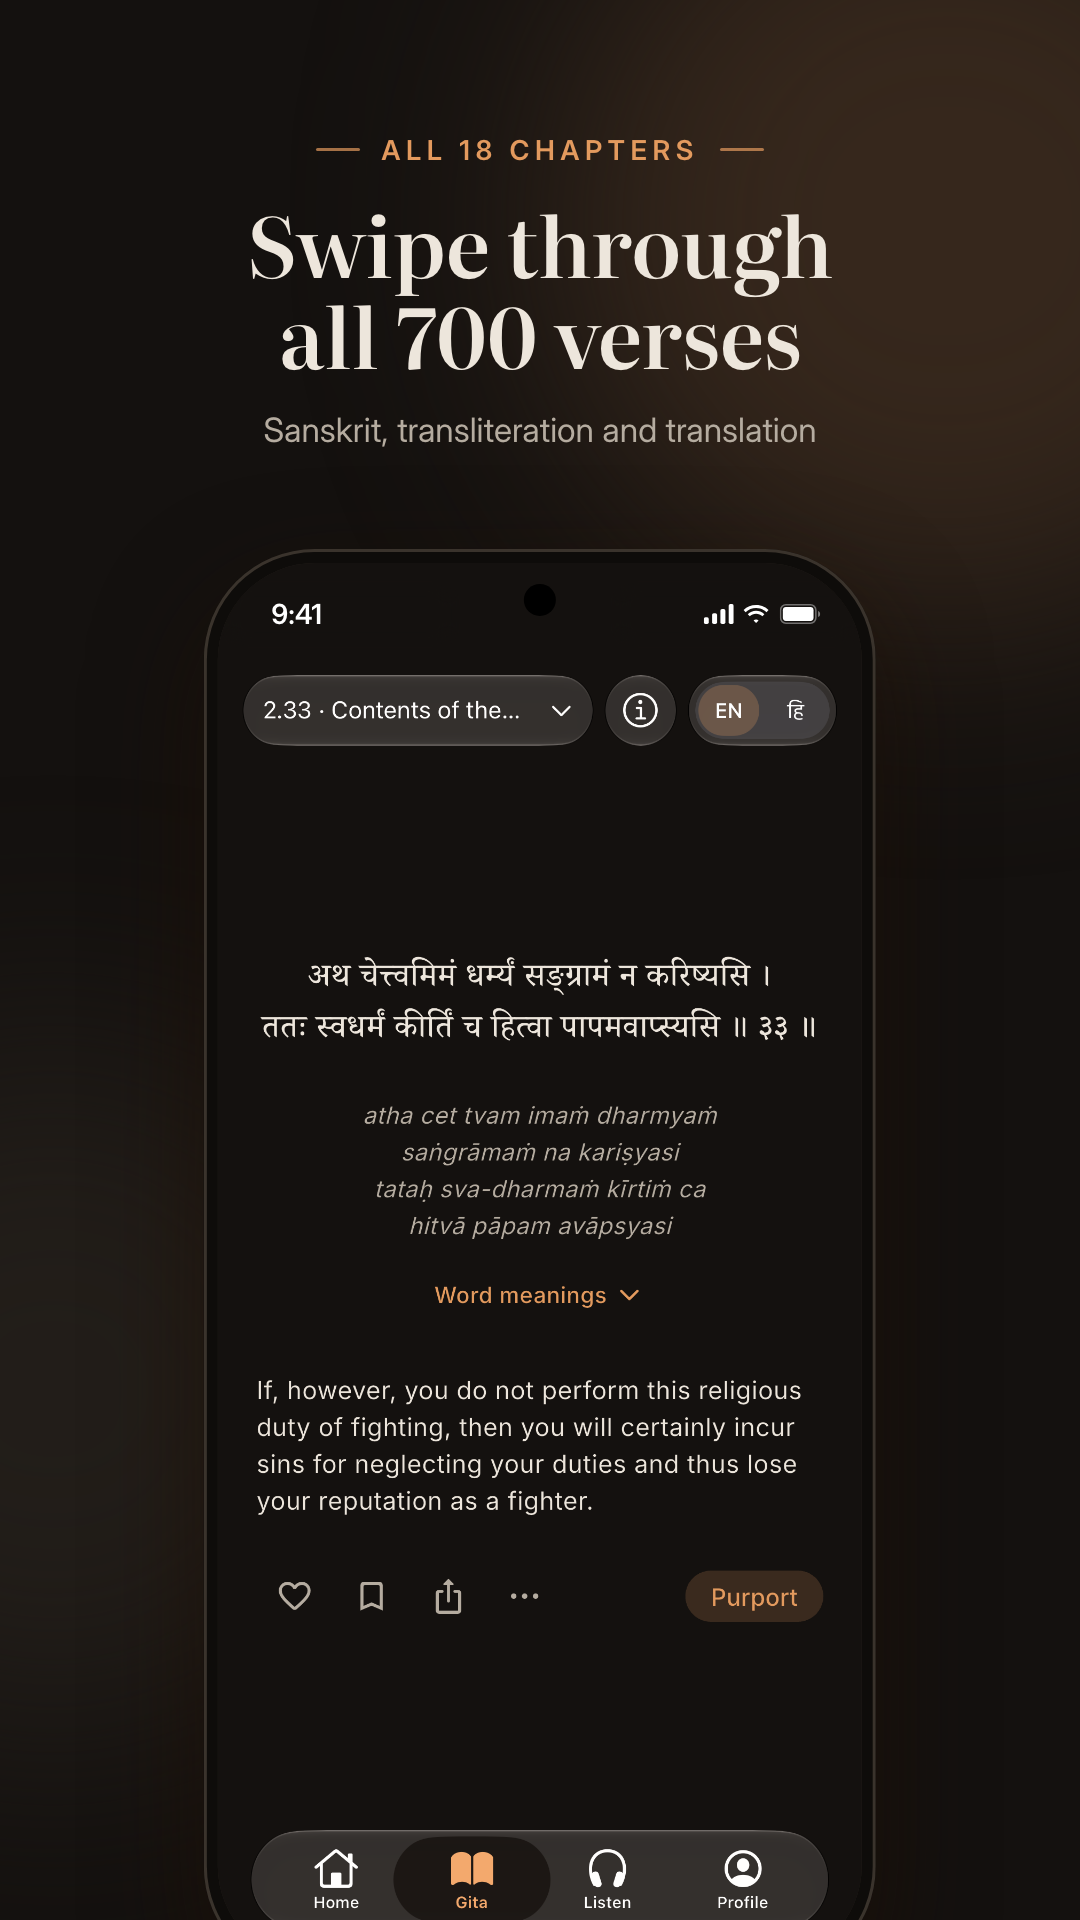 ALL 18 CHAPTERS
Swipe through
all 700 verses
Sanskrit, transliteration and translation
9:41
2.33 · Contents of the...
EN
हि
अथ चेत्त्वमिमं धर्म्यं सङ्ग्रामं न करिष्यसि ।
ततः स्वधर्मं कीर्तिं च हित्वा पापमवाप्स्यसि ॥ ३३ ॥
atha cet tvam imaṁ dharmyaṁ
saṅgrāmaṁ na kariṣyasi
tataḥ sva-dharmaṁ kīrtiṁ ca
hitvā pāpam avāpsyasi
Word meanings
If, however, you do not perform this religious
duty of fighting, then you will certainly incur
sins for neglecting your duties and thus lose
your reputation as a fighter.
Purport
Home
Gita
Listen
Profile